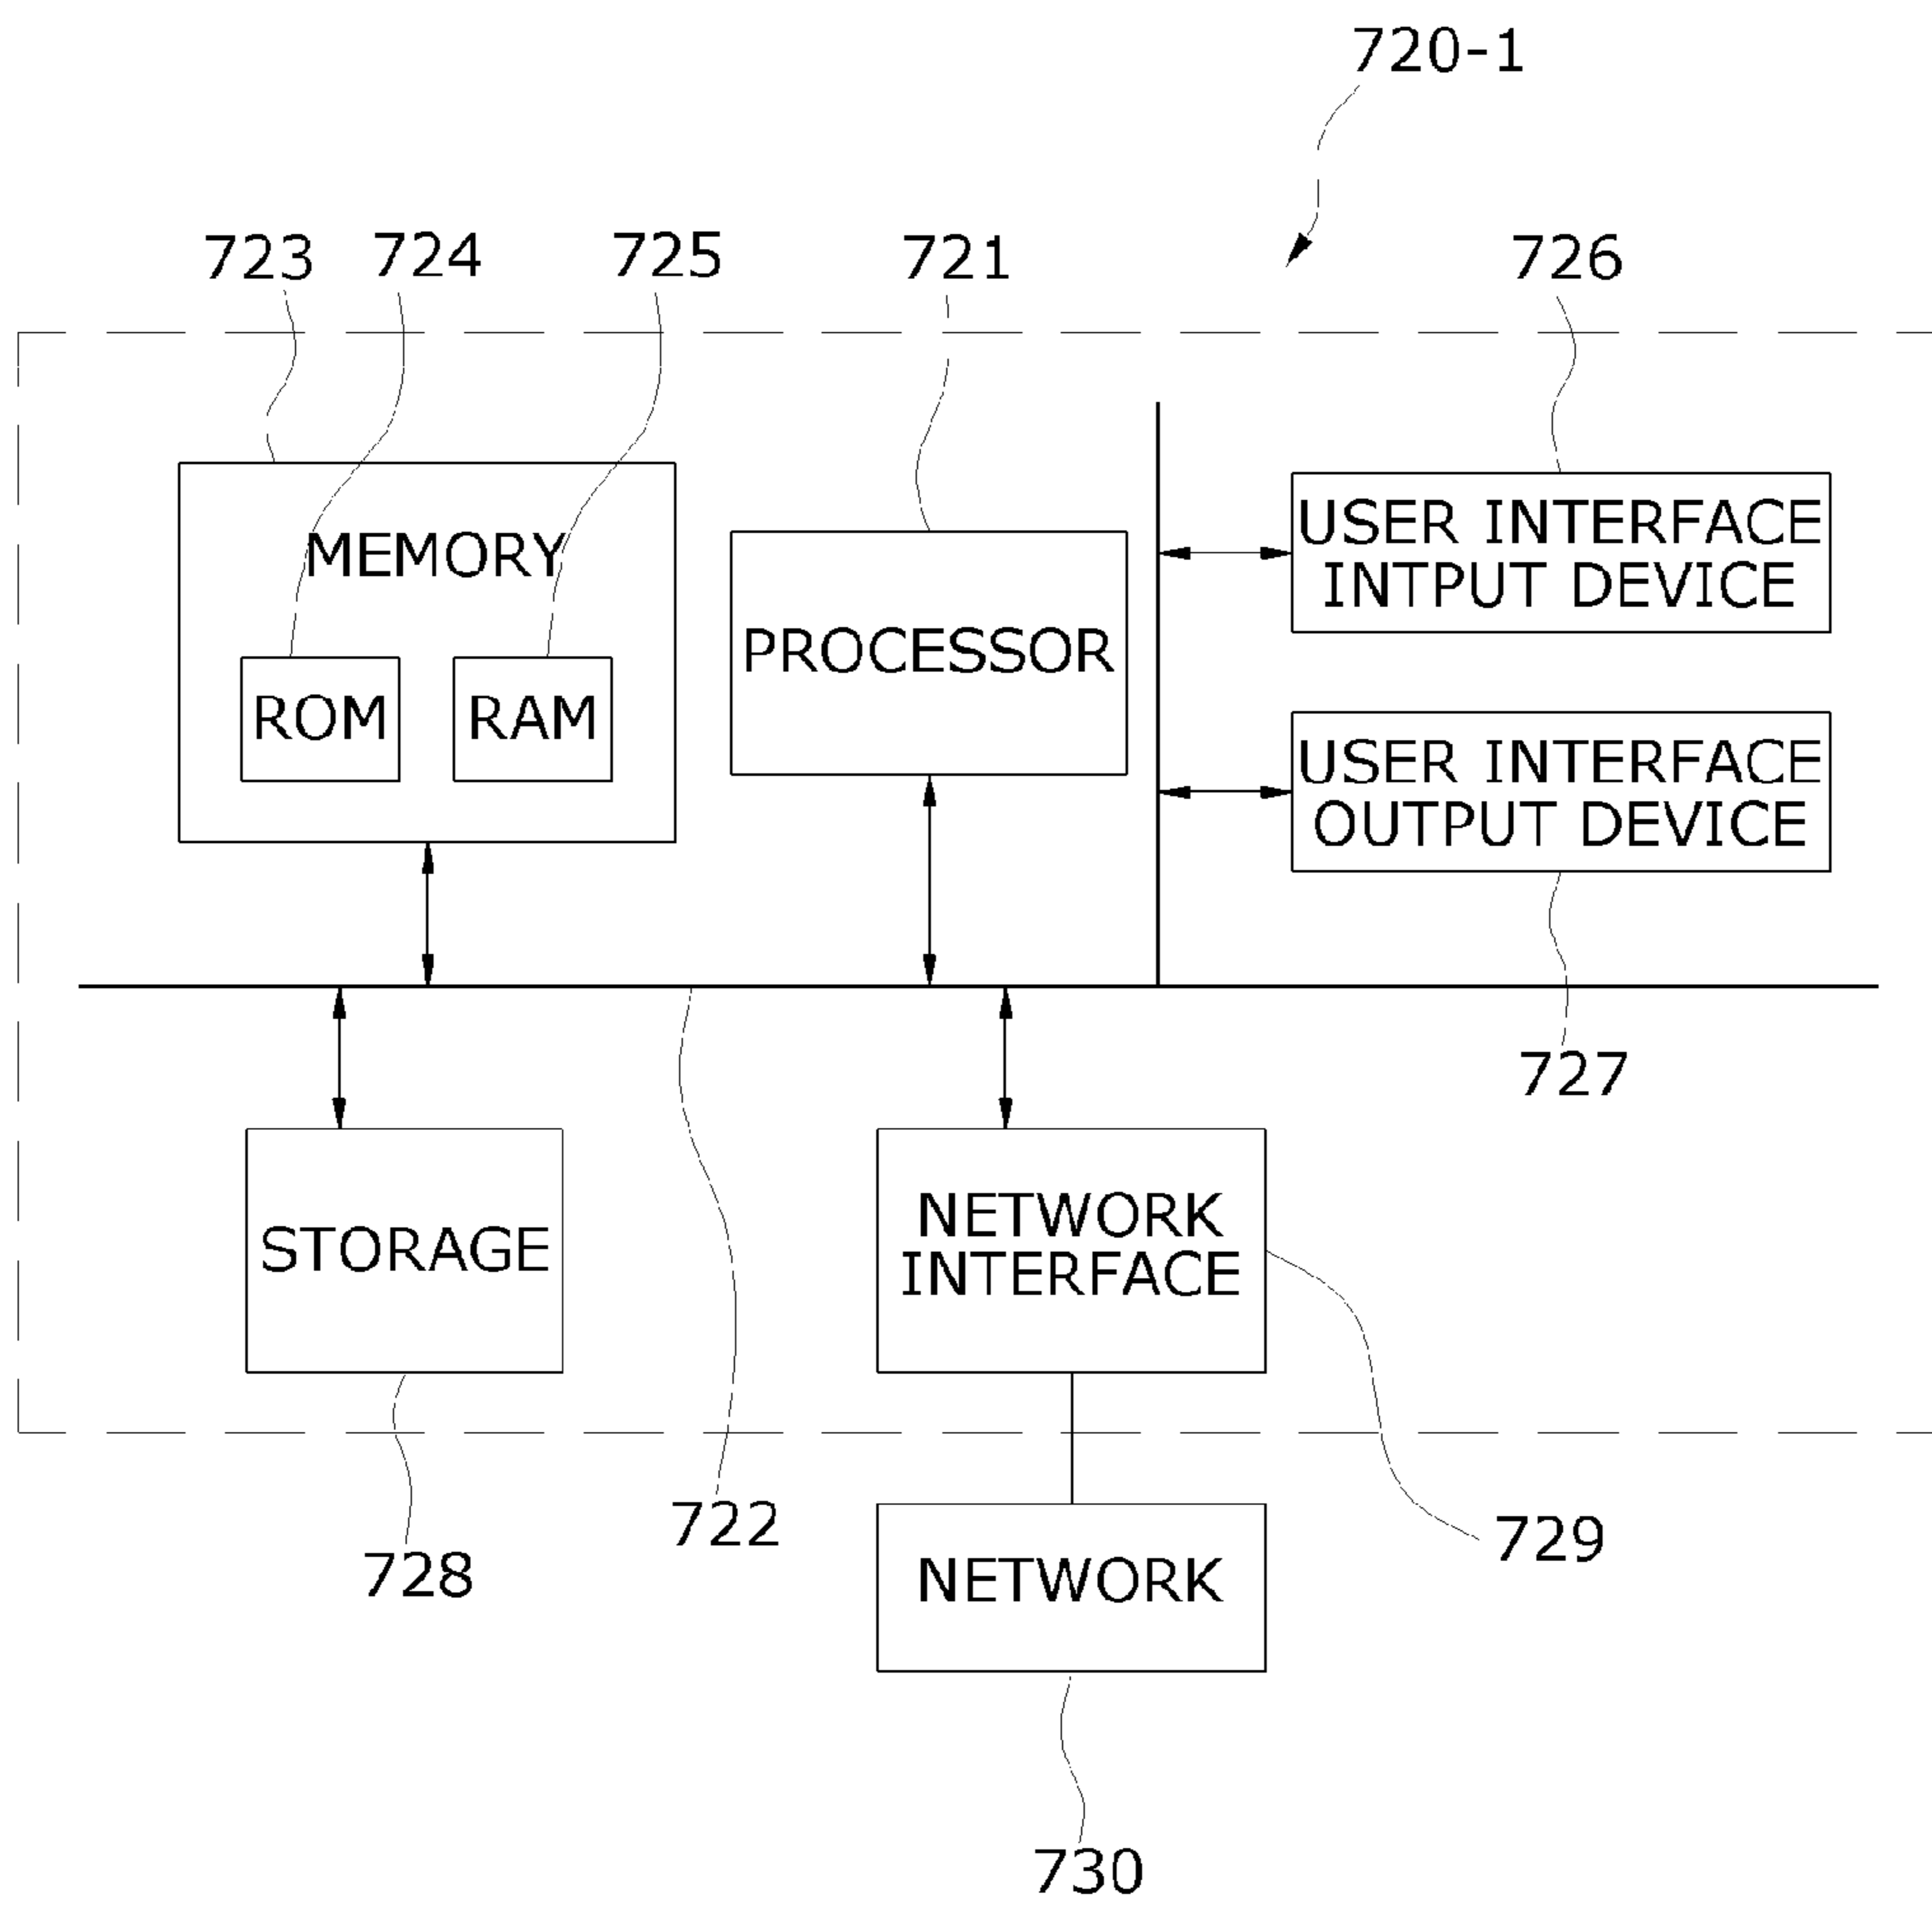 720-1
723
724
725
721
726
MEMORY
ROM
RAM
PROCESSOR
USER INTERFACE
INTPUT DEVICE
USER INTERFACE
OUTPUT DEVICE
727
STORAGE
NETWORK
INTERFACE
728
722
729
NETWORK
730